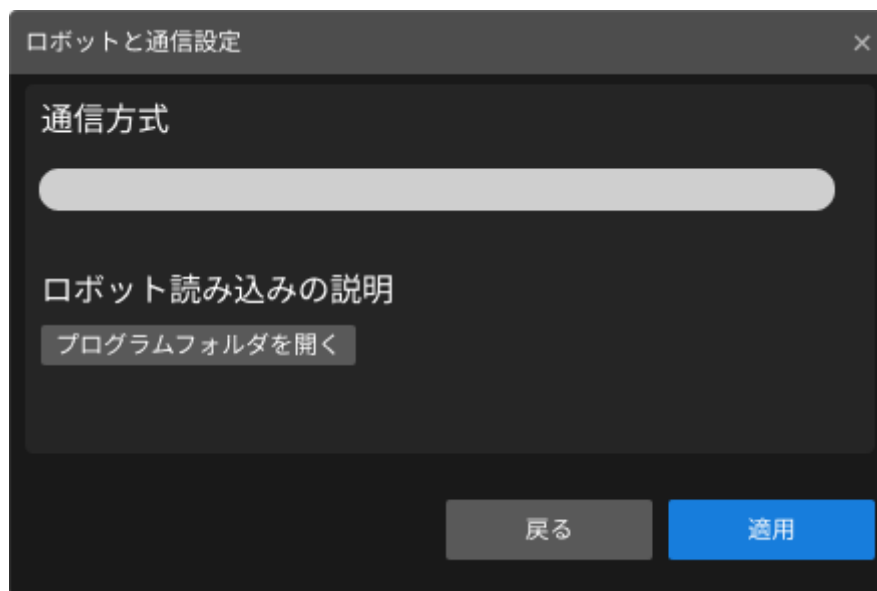 ロボットと通信設定
通信方式
ロボット読み込みの説明
プログラムフォルダを開く
戻る
適用